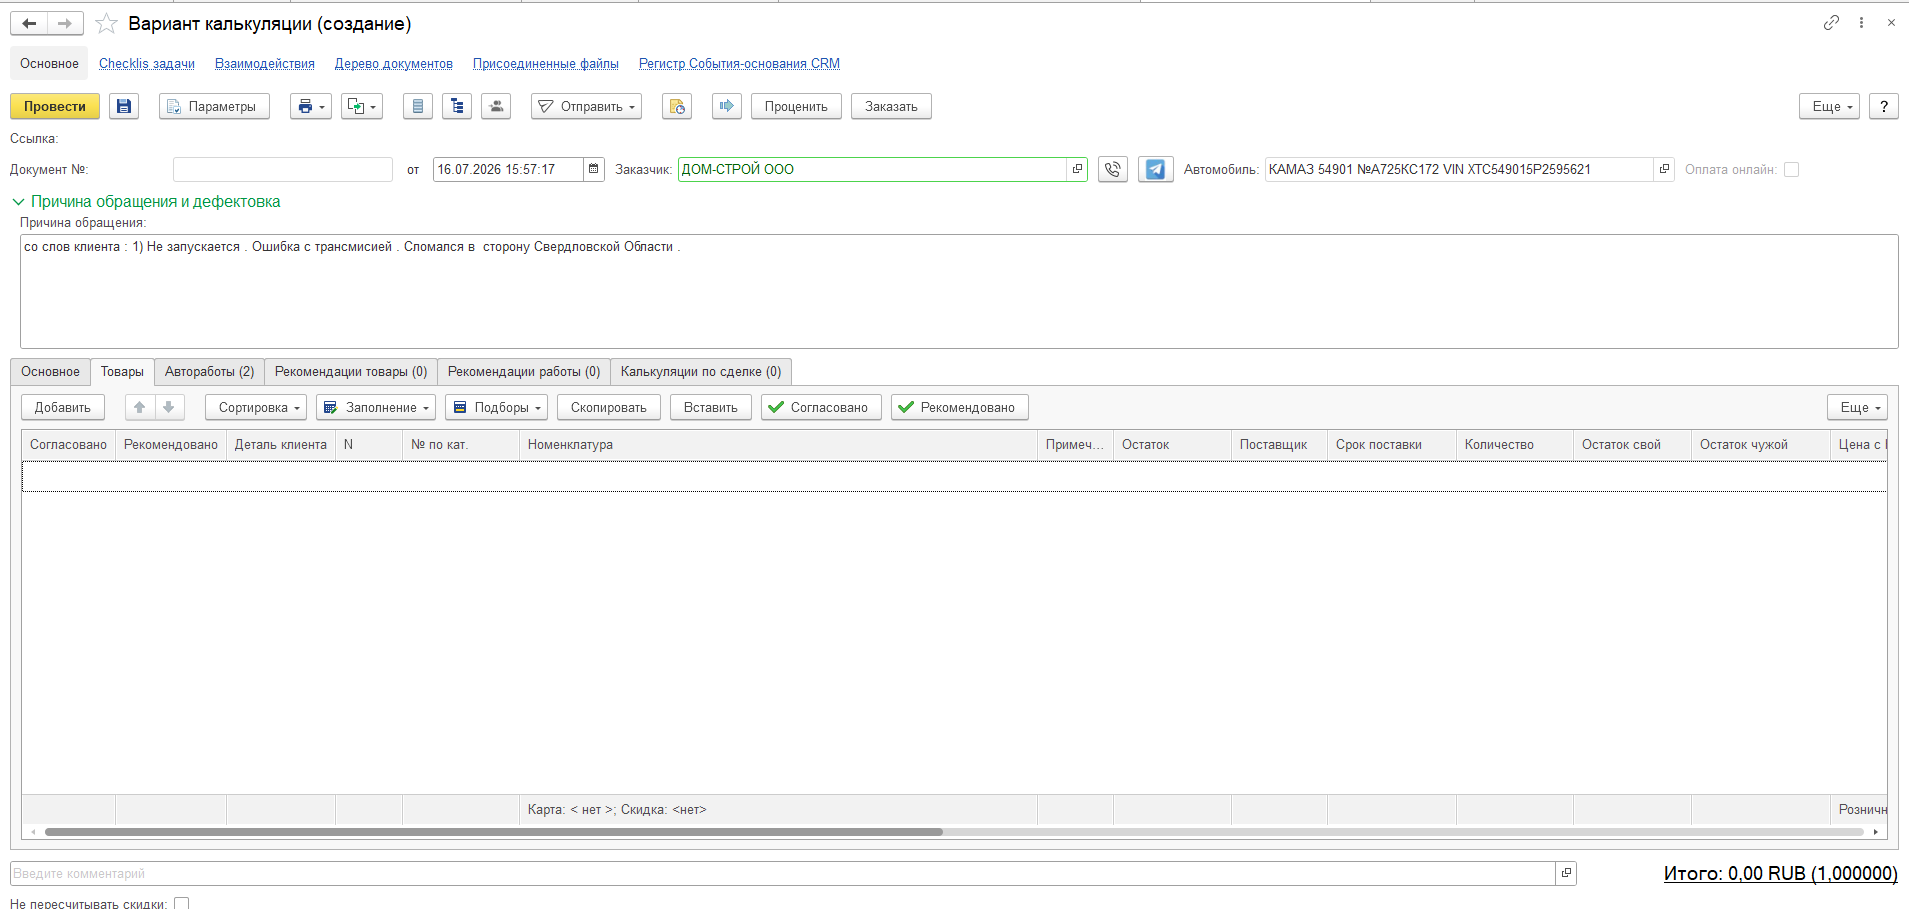 Вариант калькуляции (создание)
Основное Checklis задачи Взаимодействия Дерево документов Присоединенные файлы Регистр События-основания CRM
Провести Параметры Отправить Проценить Заказать Еще ?
Ссылка:
Документ №: от 16.07.2026 15:57:17 Заказчик: ДОМ-СТРОЙ ООО Автомобиль: КАМАЗ 54901 №А725КС172 VIN XTC549015P2595621 Оплата онлайн:
Причина обращения и дефектовка
Причина обращения:
со слов клиента : 1) Не запускается . Ошибка с трансмисией . Сломался в  сторону Свердловской Области .
Основное Товары Автоработы (2) Рекомендации товары (0) Рекомендации работы (0) Калькуляции по сделке (0)
Добавить Сортировка Заполнение Подборы Скопировать Вставить Согласовано Рекомендовано Еще
Согласовано Рекомендовано Деталь клиента N № по кат. Номенклатура Примеч... Остаток Поставщик Срок поставки Количество Остаток свой Остаток чужой Цена с
Карта: < нет >; Скидка: <нет> Розничн
Введите комментарий Итого: 0,00 RUB (1,000000)
Не пересчитывать скидки: